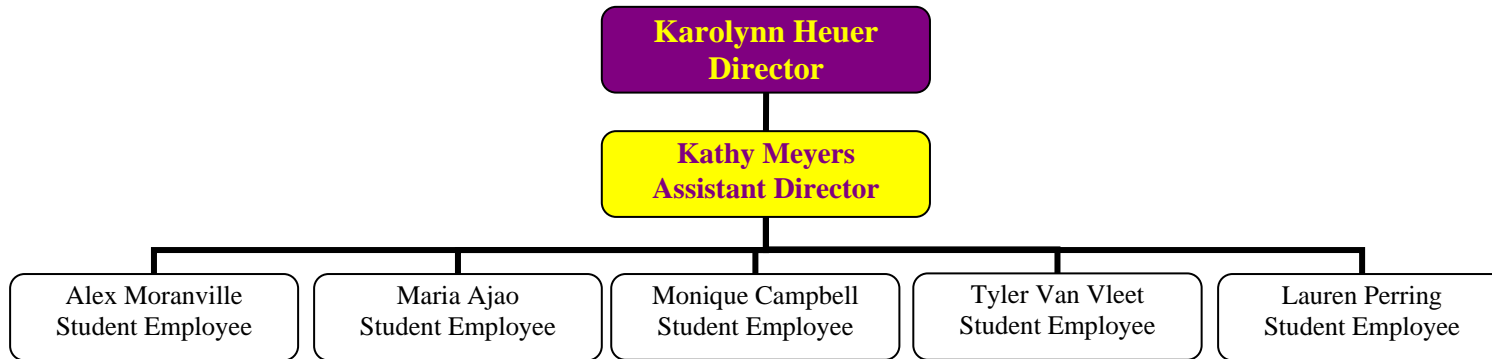 Karolynn Heuer
Director
Kathy Meyers
Assistant Director
Alex Moranville
Student Employee
Maria Ajao
Student Employee
Monique Campbell
Student Employee
Tyler Van Vleet
Student Employee
Lauren Perring
Student Employee